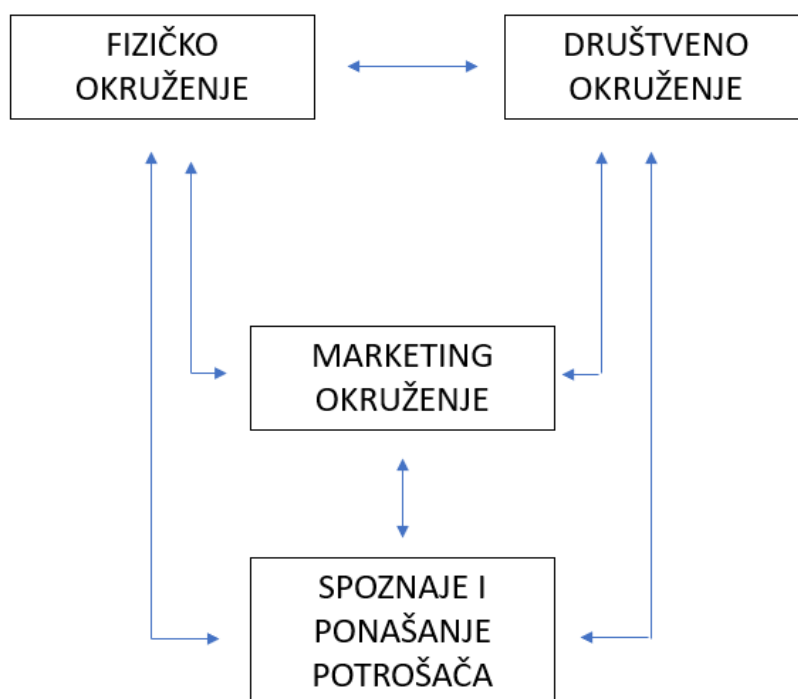 FIZIČKO
OKRUŽENJE
DRUŠTVENO
OKRUŽENJE
MARKETING
OKRUŽENJE
SPOZNAJE I
PONAŠANJE
POTROŠAČA